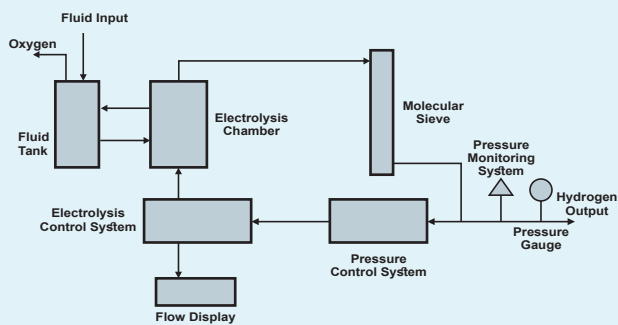 Fluid Input
Oxygen
Fluid
Tank
Electrolysis
Chamber
Molecular
Sieve
Pressure
Monitoring
System
Hydrogen
Output
Pressure
Gauge
Electrolysis
Control System
Pressure
Control System
Flow Display